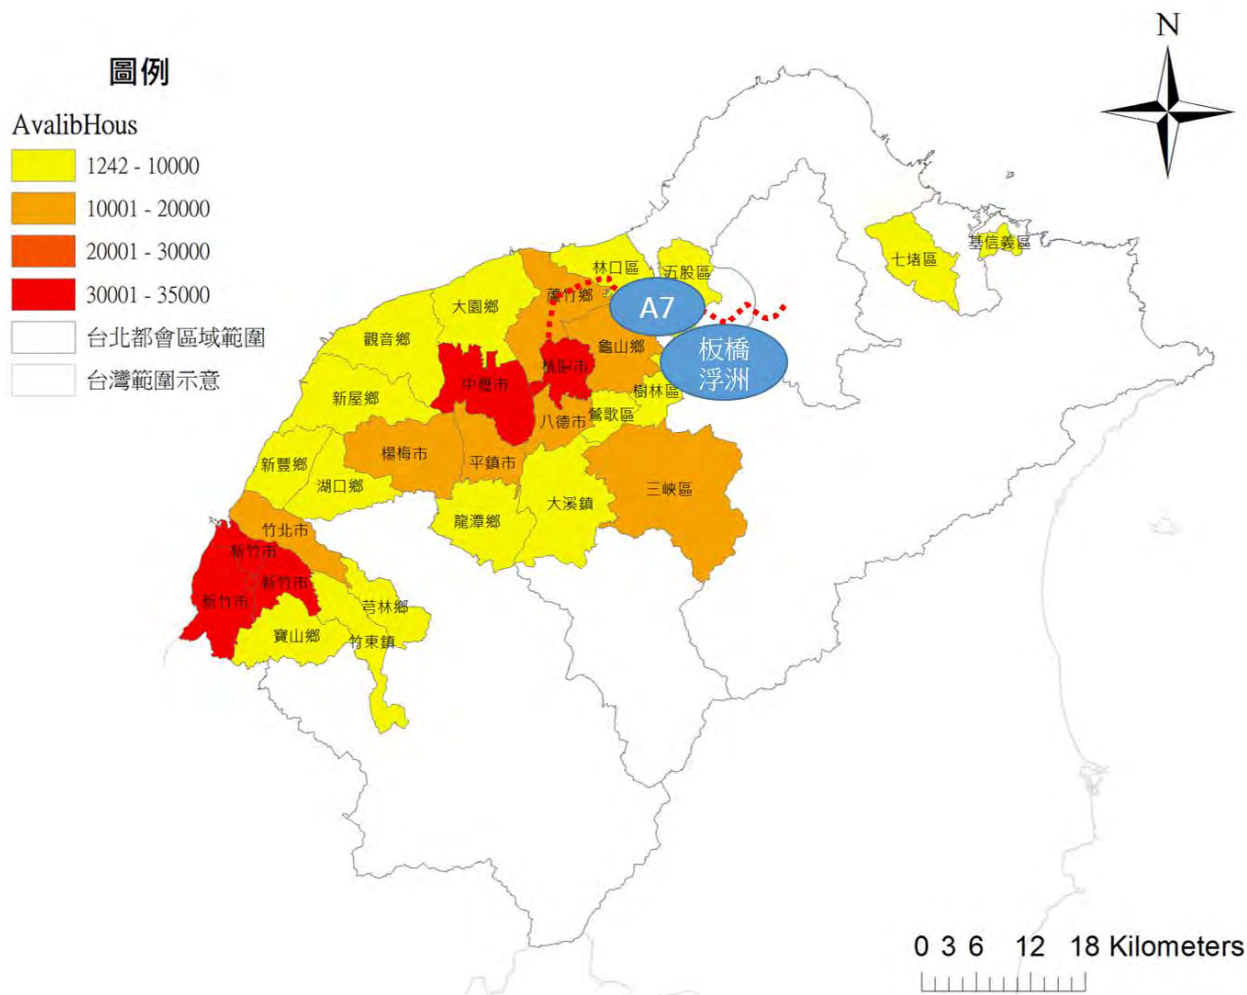 圖例
AvalibHous
1242 - 10000
10001 - 20000
20001 - 30000
30001 - 35000
台北都會區域範圍
台灣範圍示意
N
七堵區
基信義區
林口區
五股區
大園鄉
蘆竹鄉
A7
觀音鄉
龜山鄉
板橋
浮洲
桃園市
中壢市
新屋鄉
樹林區
鶯歌區
八德市
楊梅市
平鎮市
新豐鄉
湖口鄉
三峽區
大溪鎮
龍潭鄉
竹北市
新竹市
新竹市
新竹市
芎林鄉
寶山鄉
竹東鎮
0 3 6 12 18 Kilometers